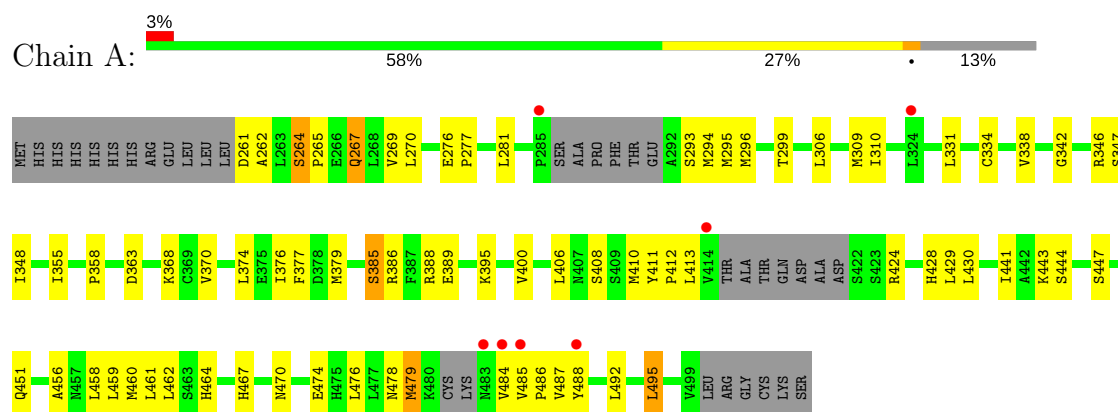 3%
Chain A:
58% 27% • 13%
MET HIS HIS HIS HIS HIS HIS ARG GLU LEU LEU LEU D261 A262 L263 S264 P265 E266 Q267 L268 V269 L270 E276 P277 L281 P285 SER ALA PRO PHE THR GLU A292 S293 M294 M295 M296 T299 L306 M309 I310 L324 L331 C334 V338 G342 R346 S347
I348 I355 P358 D363 K368 C369 V370 L374 E375 I376 F377 D378 M379 S385 R386 F387 R388 E389 K395 V400 L406 N407 S408 S409 M410 Y411 P412 L413 V414 THR ALA THR GLN ASP ALA ASP S422 S423 R424 H428 L429 L430 I441 A442 K443 S444 S447
Q451 A456 N457 L458 L459 M460 L461 L462 S463 H464 H467 N470 E474 H475 L476 L477 N478 M479 K480 CYS LYS N483 V484 V485 P486 V487 Y488 L492 L495 V499 LEU ARG GLY CYS LYS SER